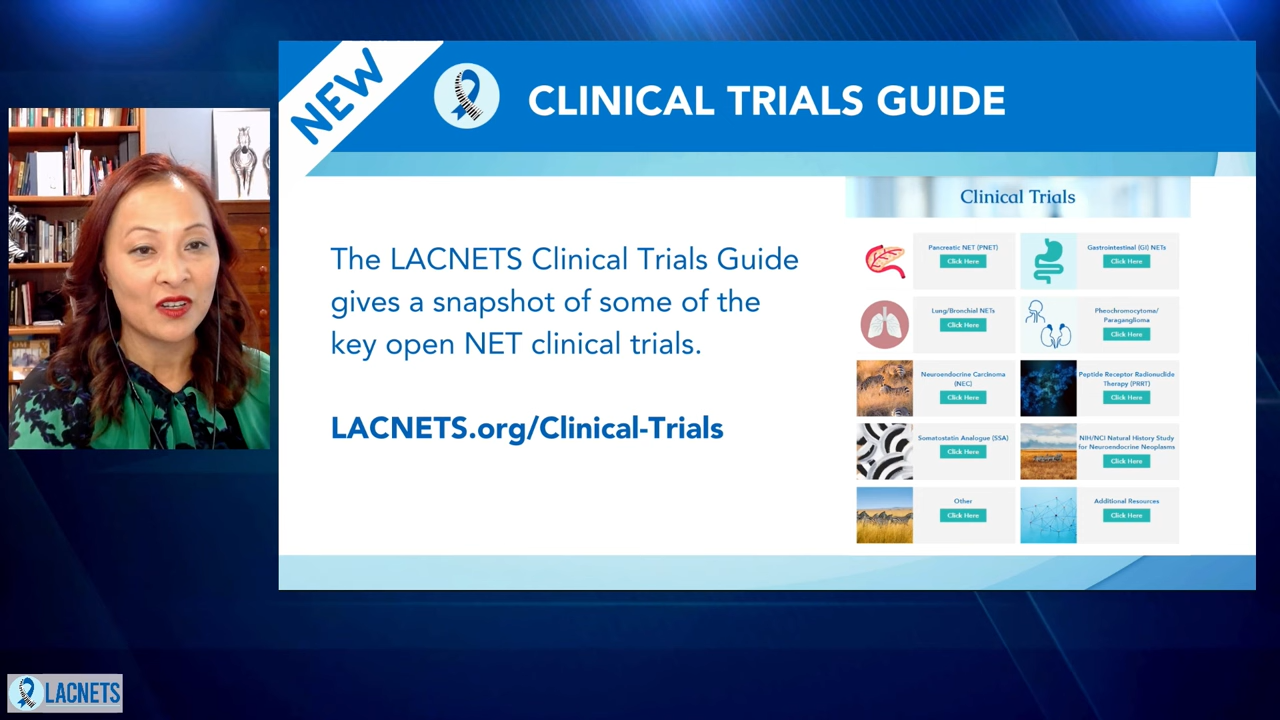 NEW
CLINICAL TRIALS GUIDE
The LACNETS Clinical Trials Guide
gives a snapshot of some of the
key open NET clinical trials.
LACNETS.org/Clinical-Trials
Clinical Trials
Pancreatic NET (PNET)
Click Here
Gastrointestinal (GI) NETs
Click Here
Lung/Bronchial NETs
Click Here
Pheochromocytoma/
Paraganglioma
Click Here
Neuroendocrine Carcinoma
(NEC)
Click Here
Peptide Receptor Radionuclide
Therapy (PRRT)
Click Here
Somatostatin Analogue (SSA)
Click Here
NIH/NCI Natural History Study
for Neuroendocrine Neoplasms
Click Here
Other
Click Here
Additional Resources
Click Here
LACNETS